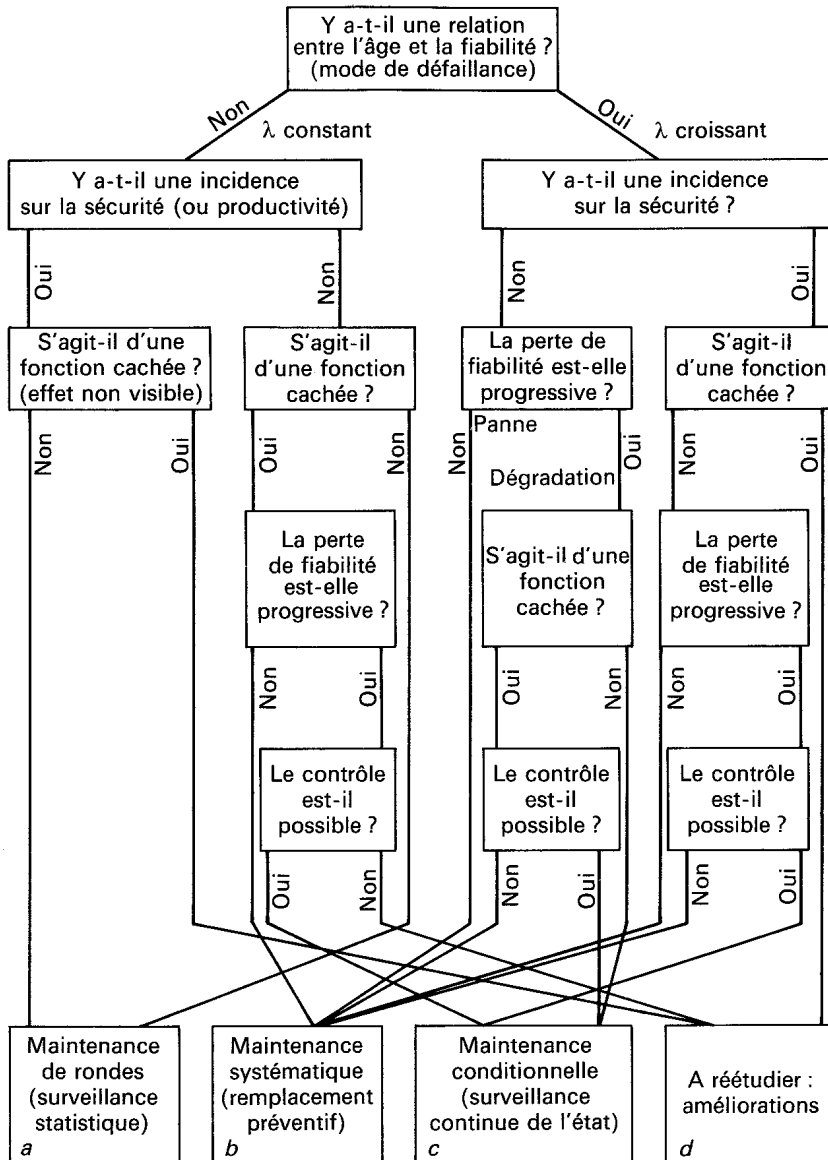 Y a-t-il une relation
entre l'âge et la fiabilité ?
(mode de défaillance)
Non
λ constant
Oui
λ croissant
Y a-t-il une incidence
sur la sécurité (ou productivité)
Y a-t-il une incidence
sur la sécurité ?
Oui
Non
Non
Oui
S'agit-il d'une
fonction cachée ?
(effet non visible)
S'agit-il
d'une fonction
cachée ?
La perte de
fiabilité est-elle
progressive ?
S'agit-il
d'une fonction
cachée ?
Non
Oui
Oui
Non
Non
Panne
Dégradation
Oui
Non
Oui
La perte
de fiabilité
est-elle
progressive ?
S'agit-il d'une
fonction
cachée ?
La perte
de fiabilité
est-elle
progressive ?
Non
Oui
Oui
Non
Non
Oui
Le contrôle
est-il
possible ?
Le contrôle
est-il
possible ?
Le contrôle
est-il
possible ?
Oui
Non
Non
Oui
Non
Oui
Maintenance
de rondes
(surveillance
statistique)
a
Maintenance
systématique
(remplacement
préventif)
b
Maintenance
conditionnelle
(surveillance
continue de l'état)
c
A réétudier :
améliorations
d